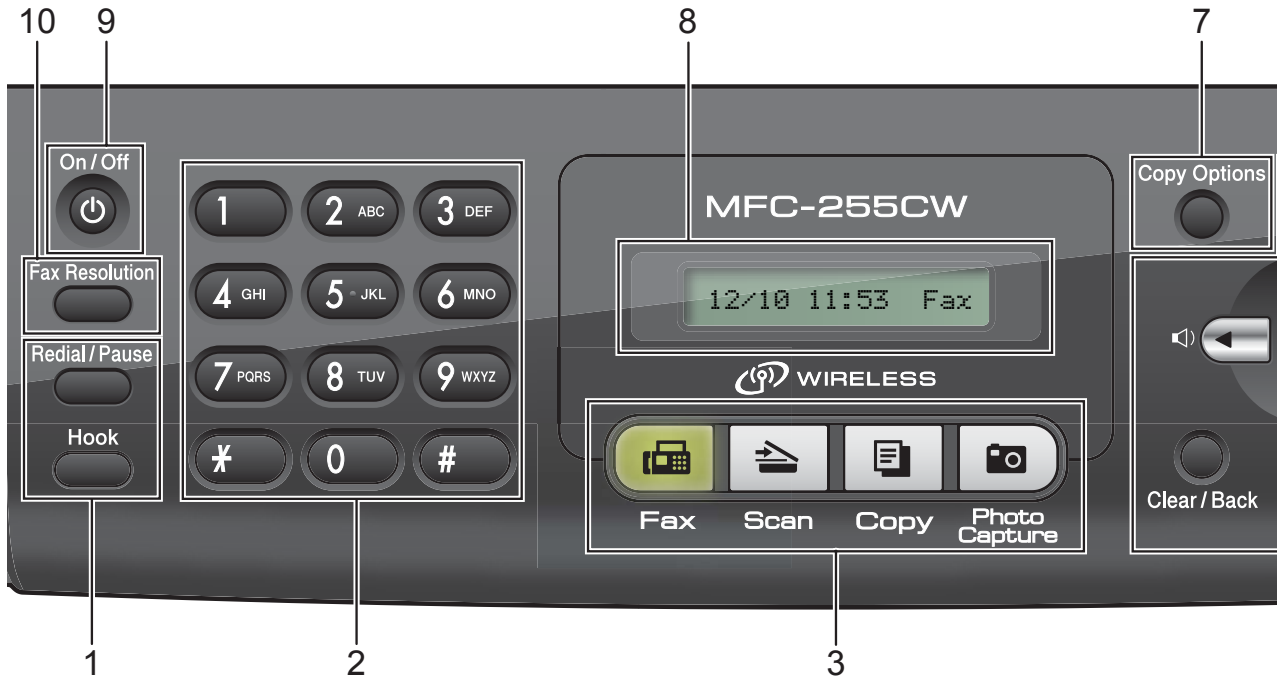 10 9 8 7
On / Off
Copy Options
1 2 ABC 3 DEF
MFC-255CW
Fax Resolution
4 GHI 5 JKL 6 MNO
12/10 11:53 Fax
Redial / Pause
7 PQRS 8 TUV 9 WXYZ
WIRELESS
Hook
* 0 #
Clear / Back
Fax Scan Copy Photo Capture
1 2 3